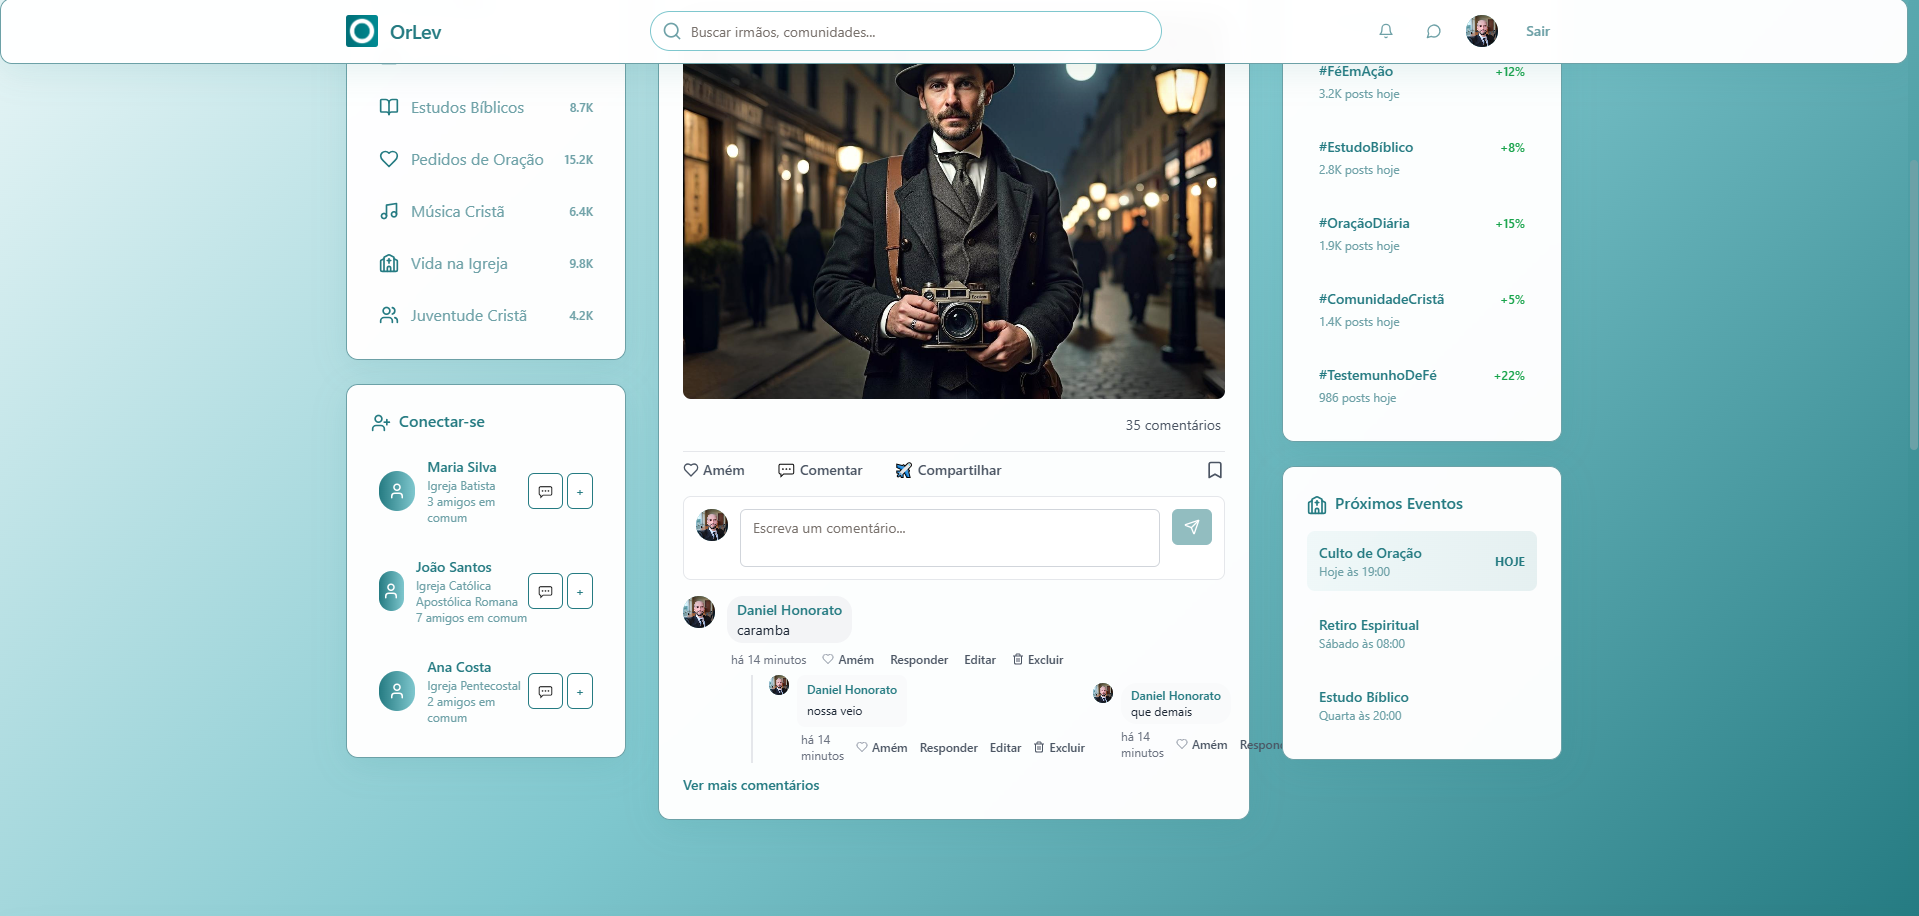 OrLev
Buscar irmãos, comunidades...
Sair
Estudos Bíblicos 8.7K
Pedidos de Oração 15.2K
Música Cristã 6.4K
Vida na Igreja 9.8K
Juventude Cristã 4.2K
Conectar-se
Maria Silva
Igreja Batista
3 amigos em
comum
+
João Santos
Igreja Católica
Apostólica Romana
7 amigos em comum
+
Ana Costa
Igreja Pentecostal
2 amigos em
comum
+
35 comentários
Amém Comentar Compartilhar
Escreva um comentário...
Daniel Honorato
caramba
há 14 minutos Amém Responder Editar Excluir
Daniel Honorato
nossa veio
há 14
minutos Amém Responder Editar Excluir
Daniel Honorato
que demais
há 14
minutos Amém Respon
Ver mais comentários
#FéEmAção +12%
3.2K posts hoje
#EstudoBíblico +8%
2.8K posts hoje
#OraçãoDiária +15%
1.9K posts hoje
#ComunidadeCristã +5%
1.4K posts hoje
#TestemunhoDeFé +22%
986 posts hoje
Próximos Eventos
Culto de Oração HOJE
Hoje às 19:00
Retiro Espiritual
Sábado às 08:00
Estudo Bíblico
Quarta às 20:00